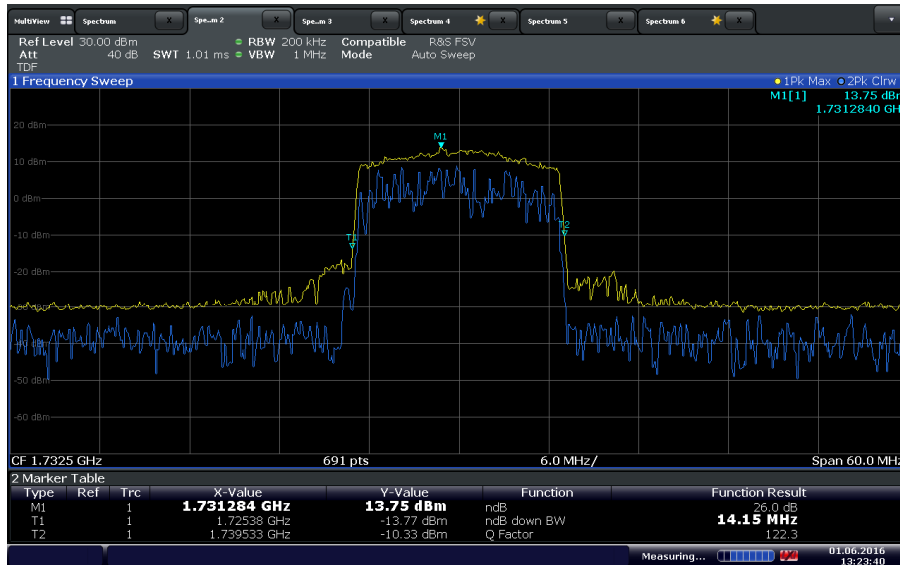 MultiView Spectrum X Spe...m 2 X Spe...m 3 X Spectrum 4 X Spectrum 5 X Spectrum 6 X
Ref Level 30.00 dBm RBW 200 kHz Compatible R&S FSV
Att 40 dB SWT 1.01 ms VBW 1 MHz Mode Auto Sweep
TDF
1 Frequency Sweep 1Pk Max 2Pk Clrw
M1[1] 13.75 dBm
1.7312840 GH
20 dBm
M1
10 dBm
0 dBm
T2
-10 dBm
T1
-20 dBm
-50 dBm
-60 dBm
CF 1.7325 GHz 691 pts 6.0 MHz/ Span 60.0 MHz
2 Marker Table
Type Ref Trc X-Value Y-Value Function Function Result
M1 1 1.731284 GHz 13.75 dBm ndB 26.0 dB
T1 1 1.72538 GHz -13.77 dBm ndB down BW 14.15 MHz
T2 1 1.739533 GHz -10.33 dBm Q Factor 122.3
Measuring... 01.06.2016
13:23:40